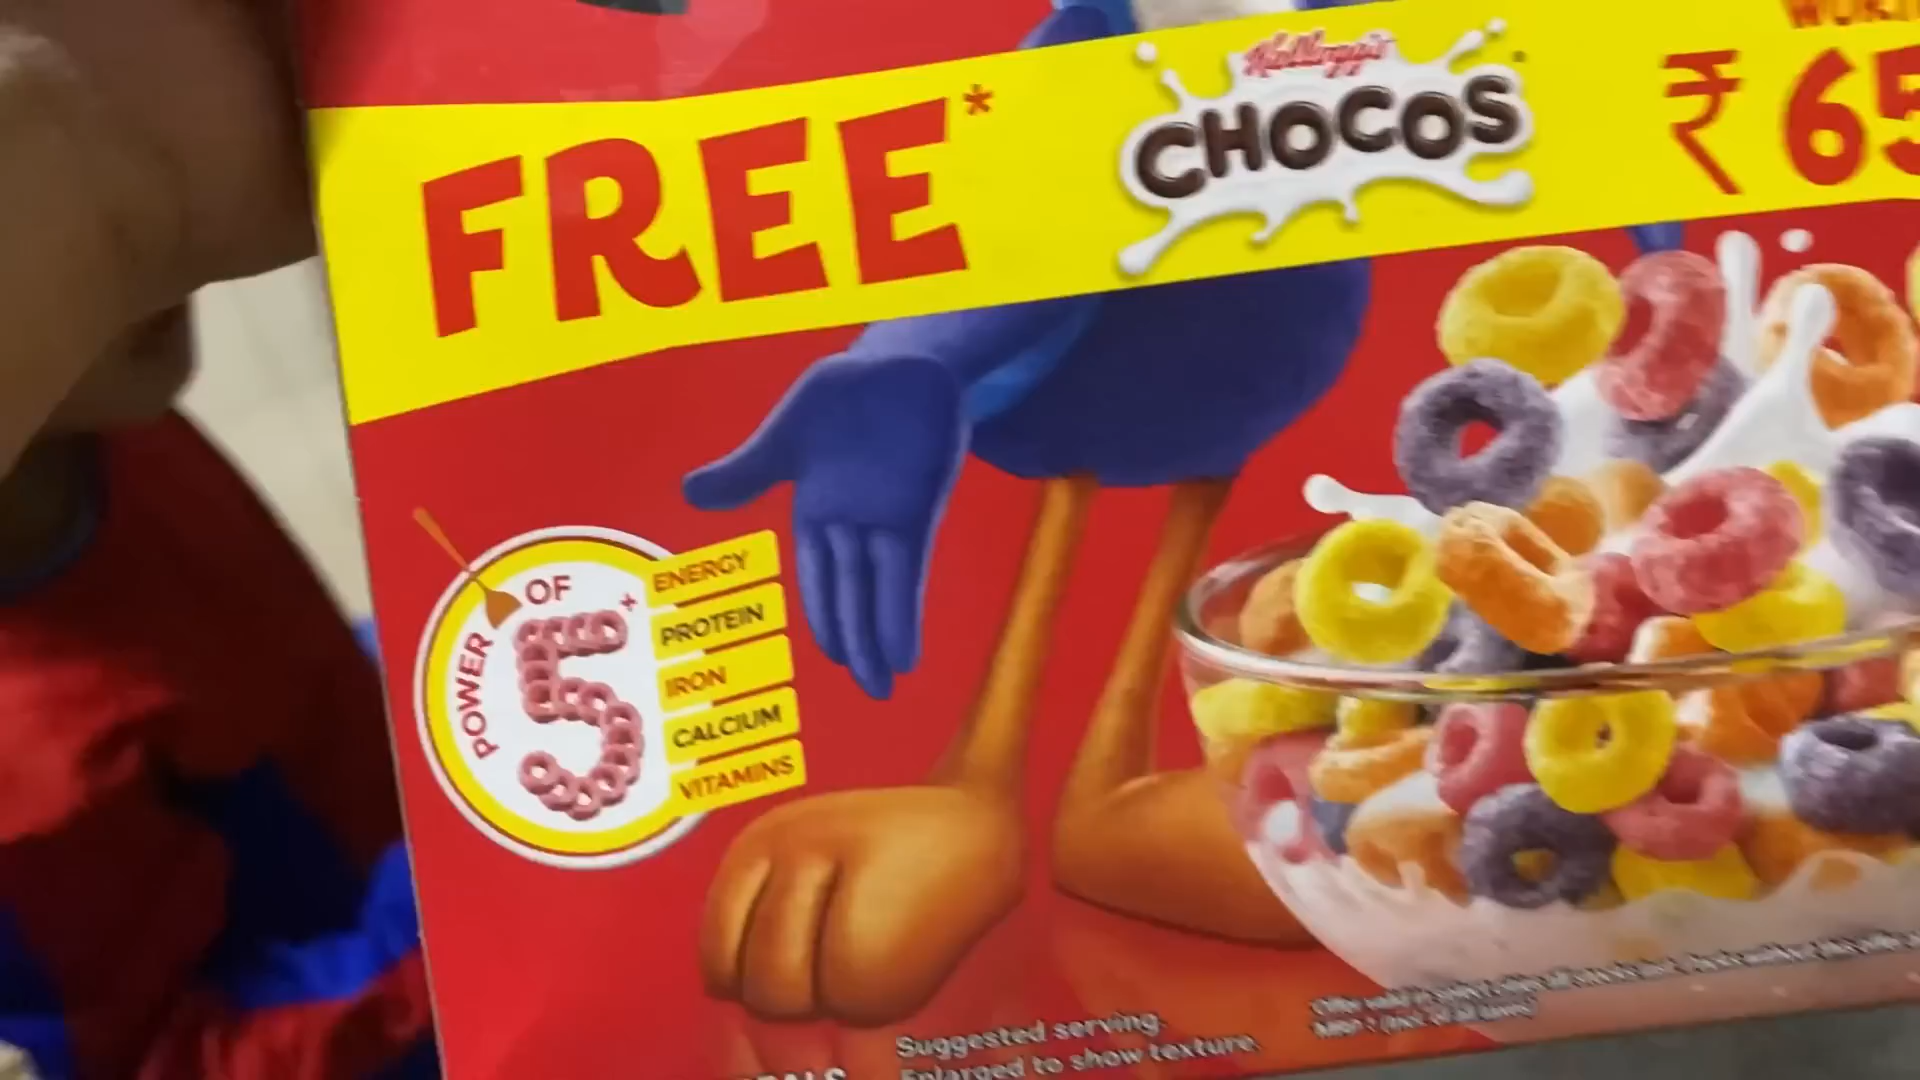 FREE*
Kellogg's
CHOCOS
₹65
POWER OF 5+
ENERGY
PROTEIN
IRON
CALCIUM
VITAMINS
Suggested serving.
Enlarged to show texture.